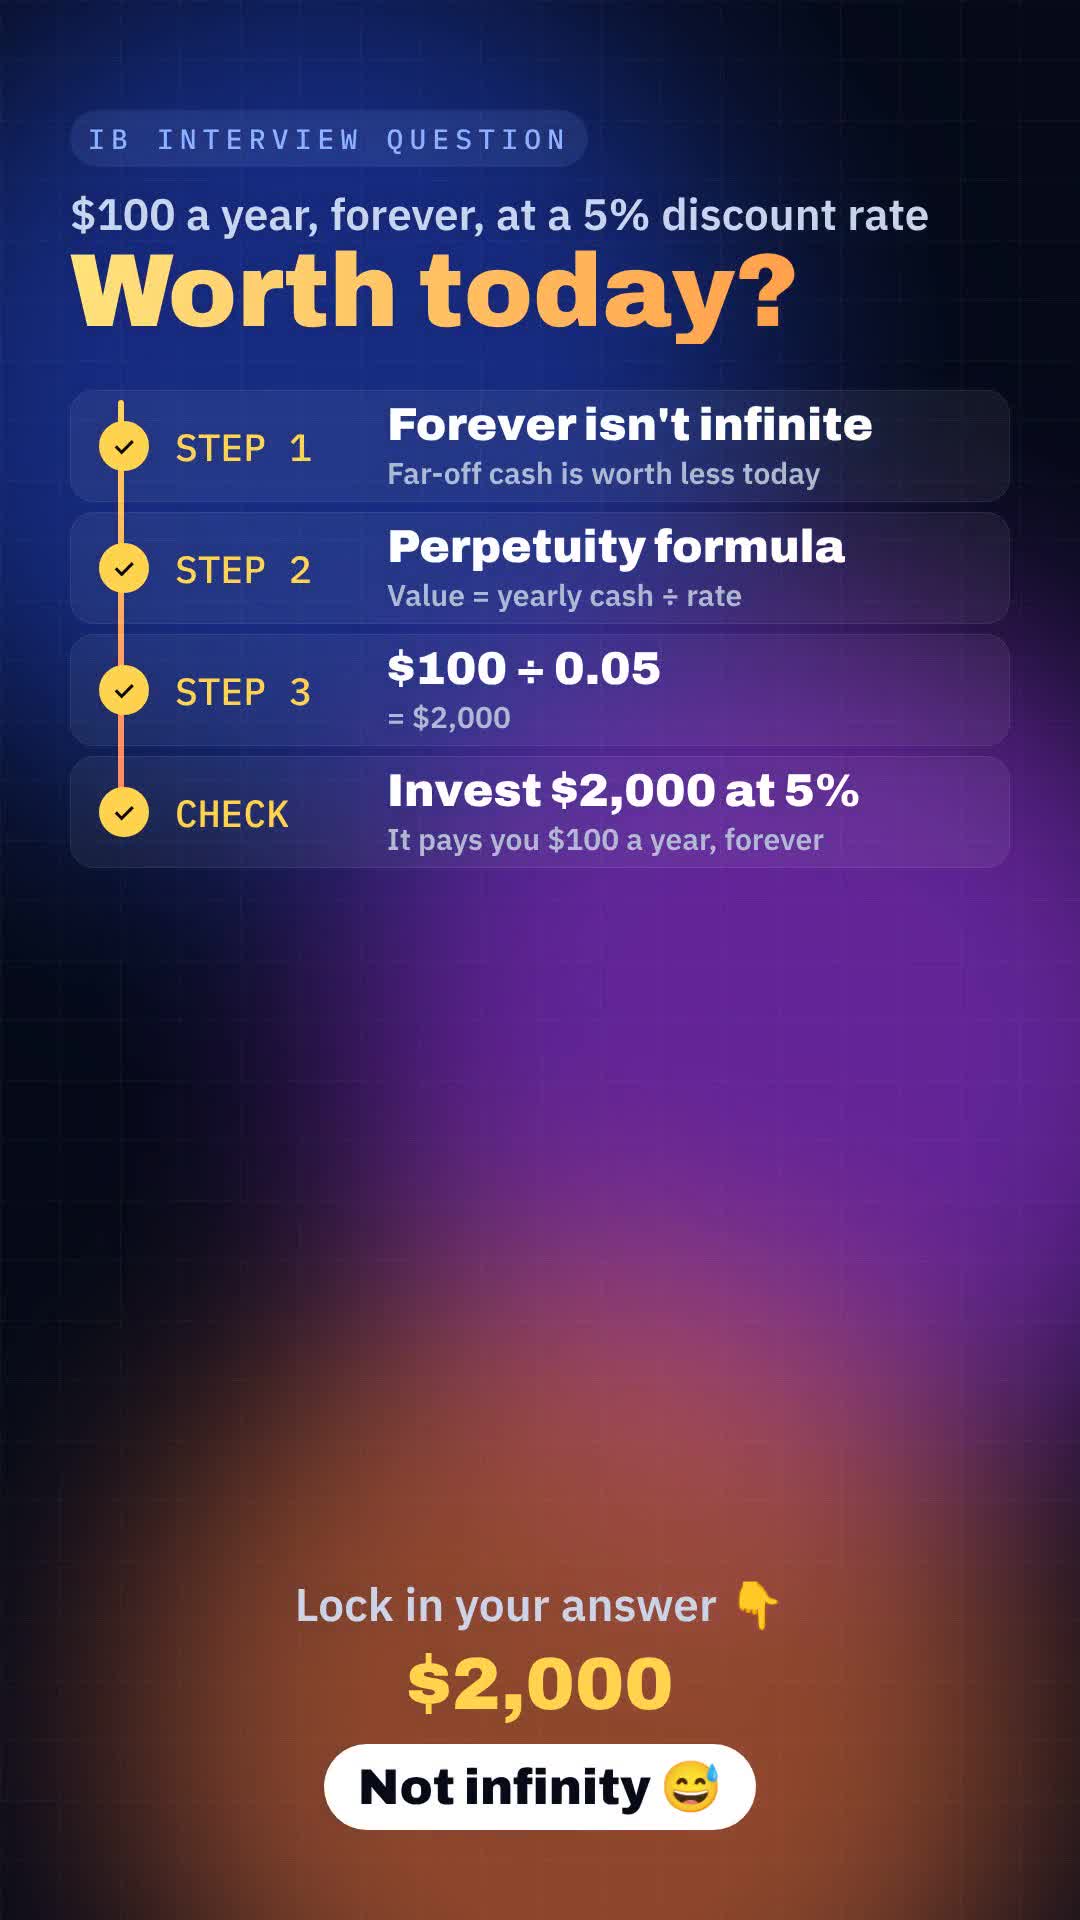 IB INTERVIEW QUESTION
$100 a year, forever, at a 5% discount rate
Worth today?
STEP 1
Forever isn't infinite
Far-off cash is worth less today
STEP 2
Perpetuity formula
Value = yearly cash ÷ rate
STEP 3
$100 ÷ 0.05
= $2,000
CHECK
Invest $2,000 at 5%
It pays you $100 a year, forever
Lock in your answer 👇
$2,000
Not infinity 😅